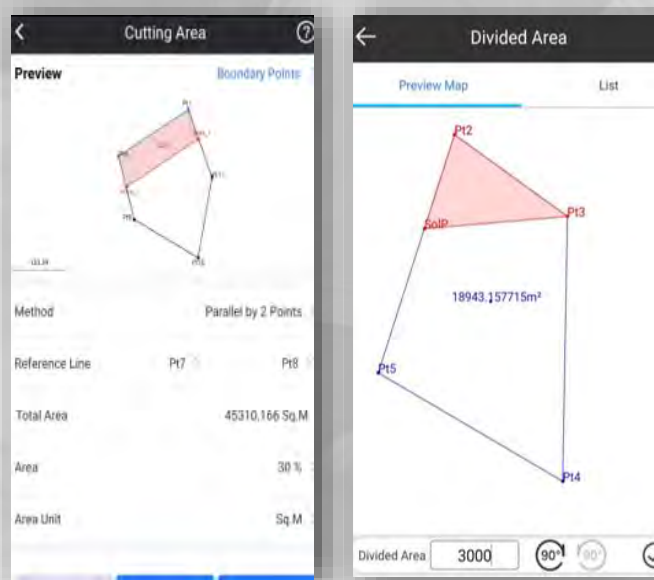 Cutting Area
Preview
Boundary Points
Method
Parallel by 2 Points
Reference Line
Pt7
Pt8
Total Area
45310.166 Sq.M
Area
30 %
Area Unit
Sq.M
Divided Area
Preview Map
List
Pt2
Pt3
SolP
18943.157715m²
Pt5
Pt4
Divided Area
3000
90°
90°